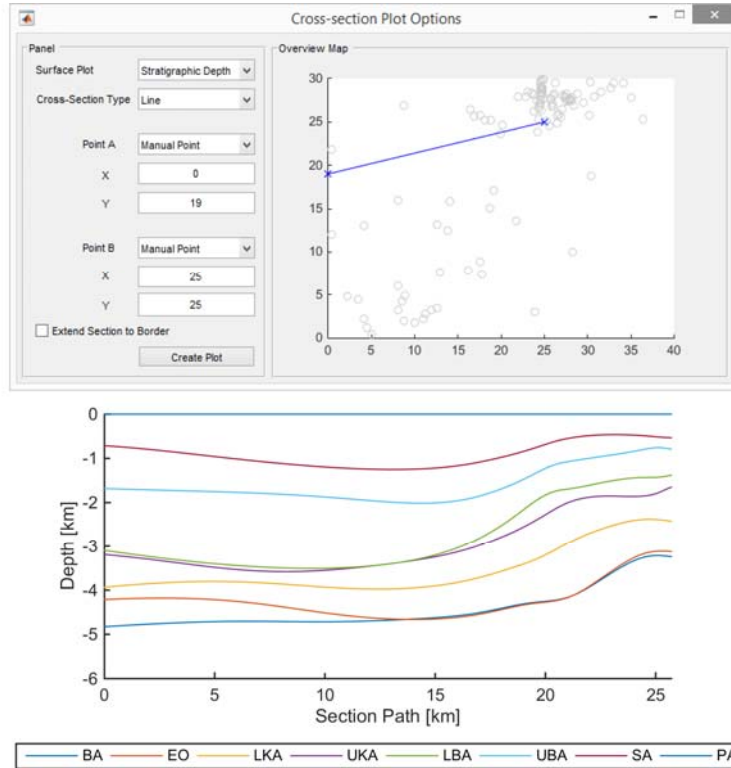 Cross-section Plot Options
Panel
Surface Plot Stratigraphic Depth
Cross-Section Type Line
Point A Manual Point
X 0
Y 19
Point B Manual Point
X 25
Y 25
Extend Section to Border
Create Plot
Overview Map
30
25
20
15
10
5
0
0 5 10 15 20 25 30 35 40
0
-1
-2
-3
-4
-5
-6
Depth [km]
0 5 10 15 20 25
Section Path [km]
BA EO LKA UKA LBA UBA SA PA